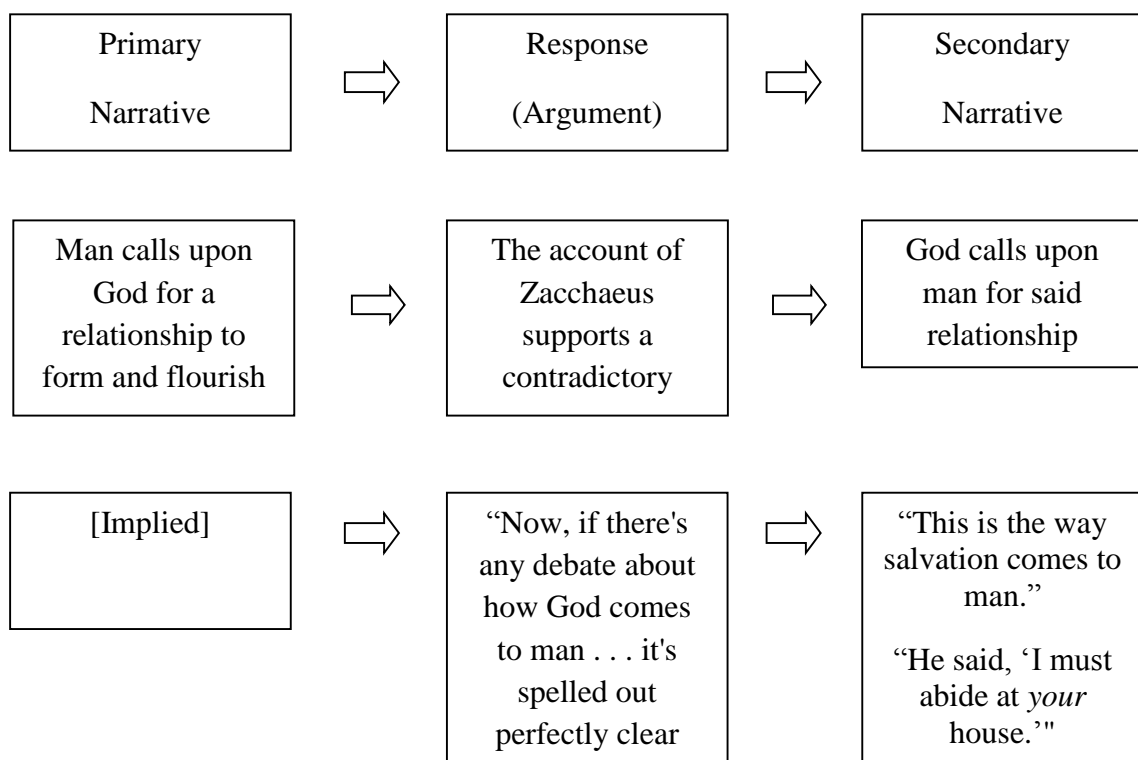 Primary
Narrative
Response
(Argument)
Secondary
Narrative
Man calls upon
God for a
relationship to
form and flourish
The account of
Zacchaeus
supports a
contradictory
God calls upon
man for said
relationship
[Implied]
“Now, if there's
any debate about
how God comes
to man . . . it's
spelled out
perfectly clear
“This is the way
salvation comes to
man.”
“He said, ‘I must
abide at your
house.’"